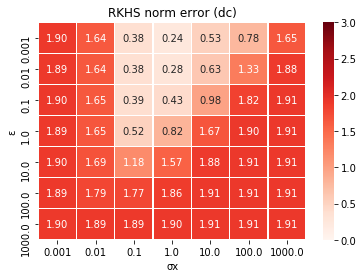 RKHS norm error (dc)
ε
0.001 1.90 1.64 0.38 0.24 0.53 0.78 1.65
0.01 1.89 1.64 0.38 0.28 0.63 1.33 1.88
0.1 1.90 1.65 0.39 0.43 0.98 1.82 1.91
1.0 1.89 1.65 0.52 0.82 1.67 1.90 1.91
10.0 1.90 1.69 1.18 1.57 1.88 1.91 1.91
100.0 1.89 1.79 1.77 1.86 1.91 1.91 1.91
1000.0 1.90 1.89 1.89 1.90 1.91 1.91 1.91
0.001 0.01 0.1 1.0 10.0 100.0 1000.0
σx
3.0
2.5
2.0
1.5
1.0
0.5
0.0